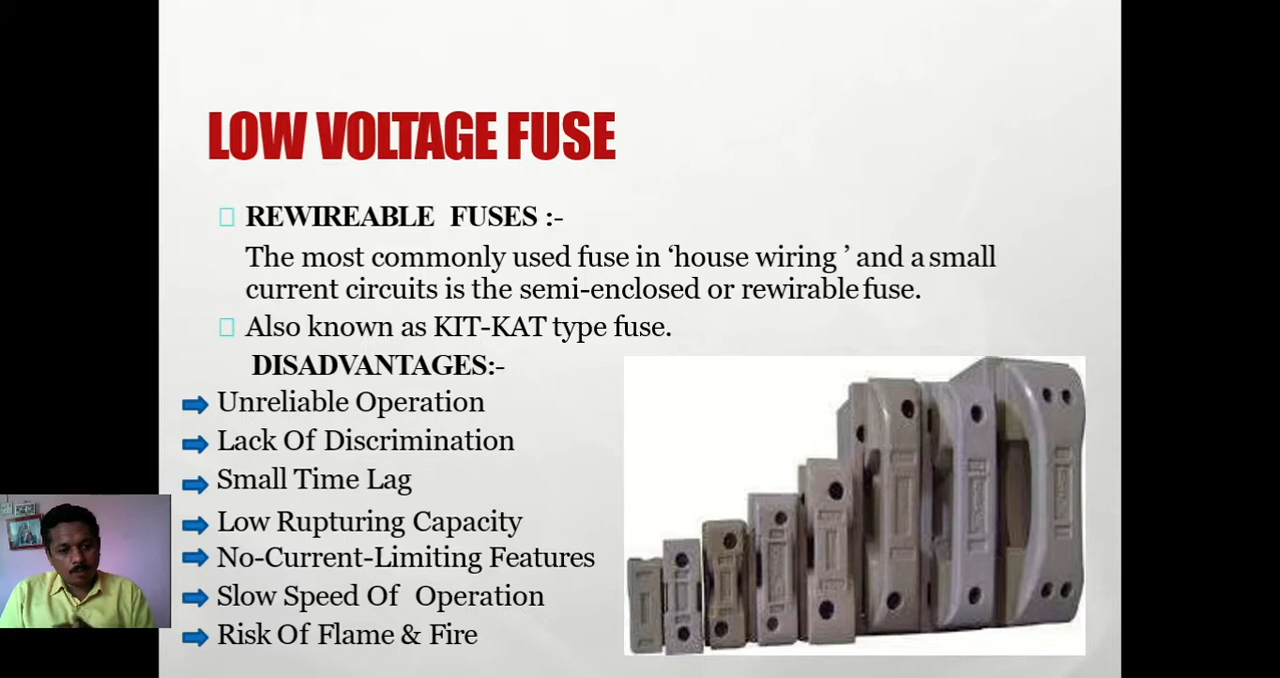 LOW VOLTAGE FUSE
REWIREABLE FUSES :-
The most commonly used fuse in ‘house wiring ’ and a small
current circuits is the semi-enclosed or rewirable fuse.
Also known as KIT-KAT type fuse.
DISADVANTAGES:-
Unreliable Operation
Lack Of Discrimination
Small Time Lag
Low Rupturing Capacity
No-Current-Limiting Features
Slow Speed Of Operation
Risk Of Flame & Fire